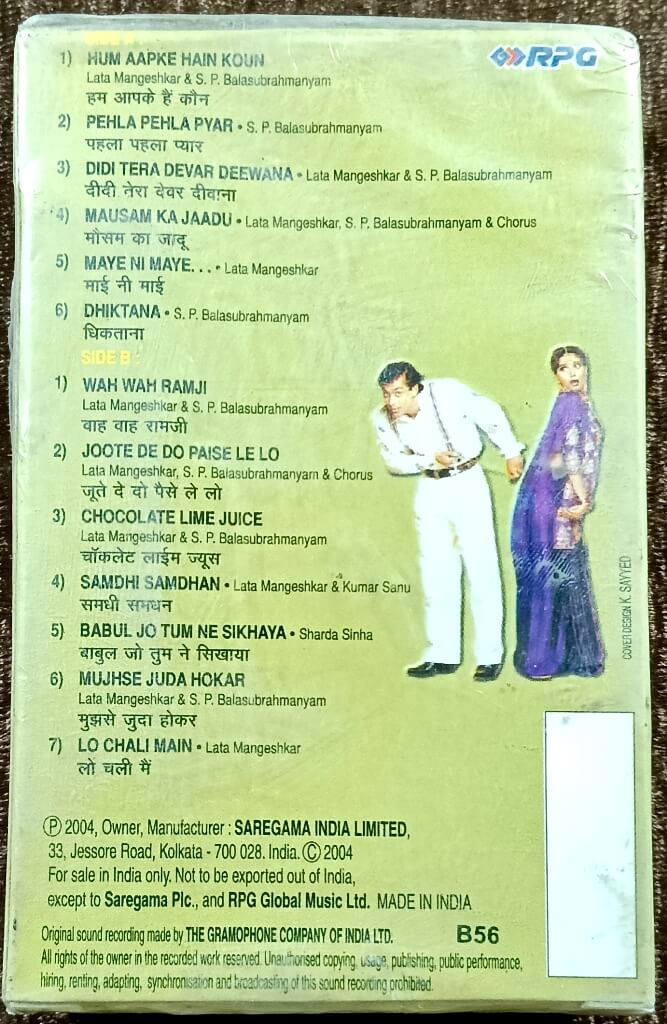 SIDE A
RPG
1) HUM AAPKE HAIN KOUN
Lata Mangeshkar & S. P. Balasubrahmanyam
हम आपके हैं कौन
2) PEHLA PEHLA PYAR • S. P. Balasubrahmanyam
पहला पहला प्यार
3) DIDI TERA DEVAR DEEWANA • Lata Mangeshkar & S. P. Balasubrahmanyam
दीदी तेरा देवर दीवाना
4) MAUSAM KA JAADU • Lata Mangeshkar, S. P. Balasubrahmanyam & Chorus
मौसम का जादू
5) MAYE NI MAYE... • Lata Mangeshkar
माई नी माई
6) DHIKTANA • S. P. Balasubrahmanyam
धिकताना
SIDE B :
1) WAH WAH RAMJI
Lata Mangeshkar & S. P. Balasubrahmanyam
वाह वाह रामजी
2) JOOTE DE DO PAISE LE LO
Lata Mangeshkar, S. P. Balasubrahmanyam & Chorus
जूते दे दो पैसे ले लो
3) CHOCOLATE LIME JUICE
Lata Mangeshkar & S. P. Balasubrahmanyam
चॉकलेट लाईम ज्यूस
4) SAMDHI SAMDHAN • Lata Mangeshkar & Kumar Sanu
समधी समधन
5) BABUL JO TUM NE SIKHAYA • Sharda Sinha
बाबुल जो तुम ने सिखाया
6) MUJHSE JUDA HOKAR
Lata Mangeshkar & S. P. Balasubrahmanyam
मुझसे जुदा होकर
7) LO CHALI MAIN • Lata Mangeshkar
लो चली मैं
COVER DESIGN K. SAYYED
Ⓟ 2004, Owner, Manufacturer : SAREGAMA INDIA LIMITED,
33, Jessore Road, Kolkata - 700 028. India. Ⓒ 2004
For sale in India only. Not to be exported out of India,
except to Saregama Plc., and RPG Global Music Ltd. MADE IN INDIA
Original sound recording made by THE GRAMOPHONE COMPANY OF INDIA LTD. B56
All rights of the owner in the recorded work reserved. Unauthorised copying, usage, publishing, public performance,
hiring, renting, adapting, synchronisation and broadcasting of this sound recording prohibited.